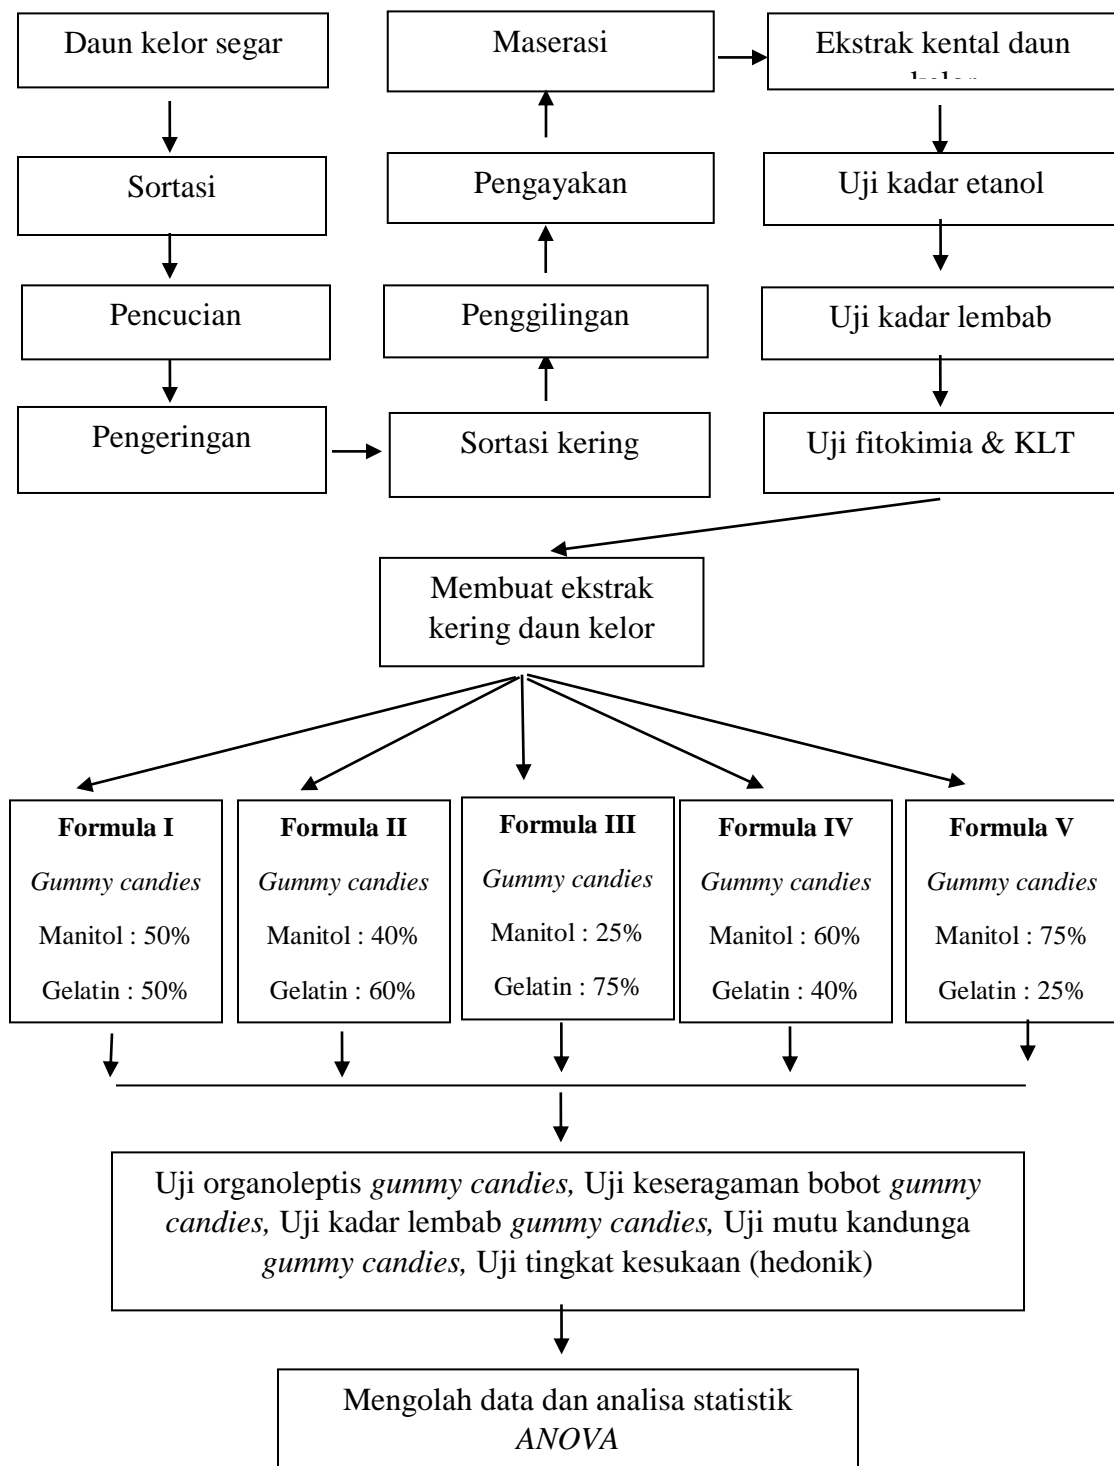 Daun kelor segar
Sortasi
Pencucian
Pengeringan
Sortasi kering
Penggilingan
Pengayakan
Maserasi
Ekstrak kental daun
Uji kadar etanol
Uji kadar lembab
Uji fitokimia & KLT
Membuat ekstrak
kering daun kelor
Formula I
Gummy candies
Manitol : 50%
Gelatin : 50%
Formula II
Gummy candies
Manitol : 40%
Gelatin : 60%
Formula III
Gummy candies
Manitol : 25%
Gelatin : 75%
Formula IV
Gummy candies
Manitol : 60%
Gelatin : 40%
Formula V
Gummy candies
Manitol : 75%
Gelatin : 25%
Uji organoleptis gummy candies, Uji keseragaman bobot gummy
candies, Uji kadar lembab gummy candies, Uji mutu kandunga
gummy candies, Uji tingkat kesukaan (hedonik)
Mengolah data dan analisa statistik
ANOVA